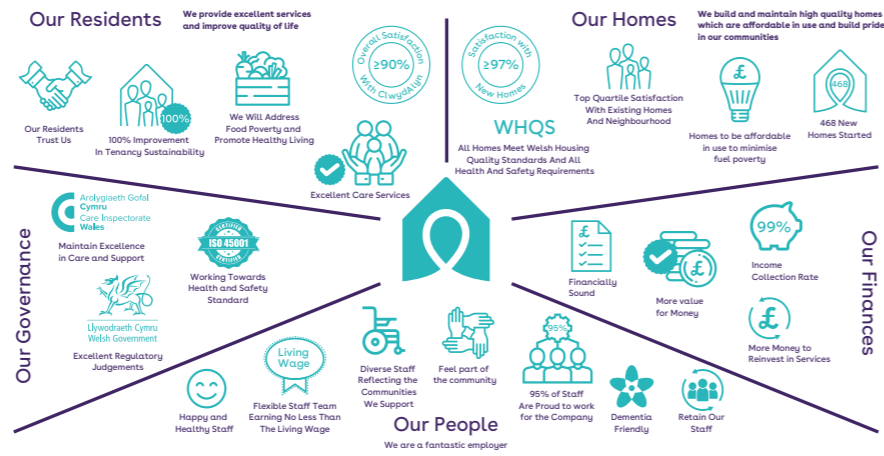 Our Residents
We provide excellent services
and improve quality of life
Our Residents
Trust Us
100%
100% Improvement
In Tenancy Sustainability
We Will Address
Food Poverty and
Promote Healthy Living
Overall Satisfaction
≥90%
With ClwydAlyn
Excellent Care Services
Our Homes
We build and maintain high quality homes
which are affordable in use and build pride
in our communities
Satisfaction with
≥97%
New Homes
WHQS
All Homes Meet Welsh Housing
Quality Standards And All
Health And Safety Requirements
Top Quartile Satisfaction
With Existing Homes
And Neighbourhood
£
Homes to be affordable
in use to minimise
fuel poverty
468
468 New
Homes Started
Our Governance
Arolygiaeth Gofal
Cymru
Care Inspectorate
Wales
Maintain Excellence
in Care and Support
CERTIFIED
ISO 45001
CERTIFIED
Working Towards
Health and Safety
Standard
Llywodraeth Cymru
Welsh Government
Excellent Regulatory
Judgements
Our Finances
£
Financially
Sound
£
More value
for Money
99%
Income
Collection Rate
£
More Money to
Reinvest in Services
Happy and
Healthy Staff
Living
Wage
Flexible Staff Team
Earning No Less Than
The Living Wage
Diverse Staff
Reflecting the
Communities
We Support
Feel part of
the community
95%
95% of Staff
Are Proud to work
for the Company
Dementia
Friendly
Retain Our
Staff
Our People
We are a fantastic employer